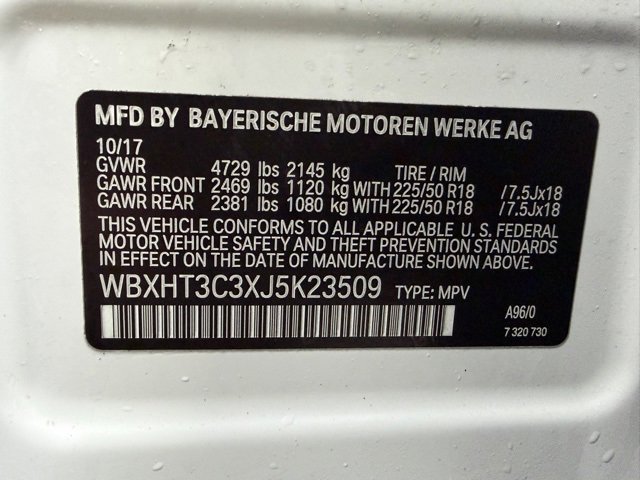 MFD BY BAYERISCHE MOTOREN WERKE AG
10/17
GVWR 4729 lbs 2145 kg TIRE / RIM
GAWR FRONT 2469 lbs 1120 kg WITH 225/50 R18 /7.5Jx18
GAWR REAR 2381 lbs 1080 kg WITH 225/50 R18 /7.5Jx18
THIS VEHICLE CONFORMS TO ALL APPLICABLE U. S. FEDERAL
MOTOR VEHICLE SAFETY AND THEFT PREVENTION STANDARDS
IN EFFECT ON THE DATE OF MANUFACTURE SHOWN ABOVE.
WBXHT3C3XJ5K23509 TYPE: MPV
A96/0
7 320 730